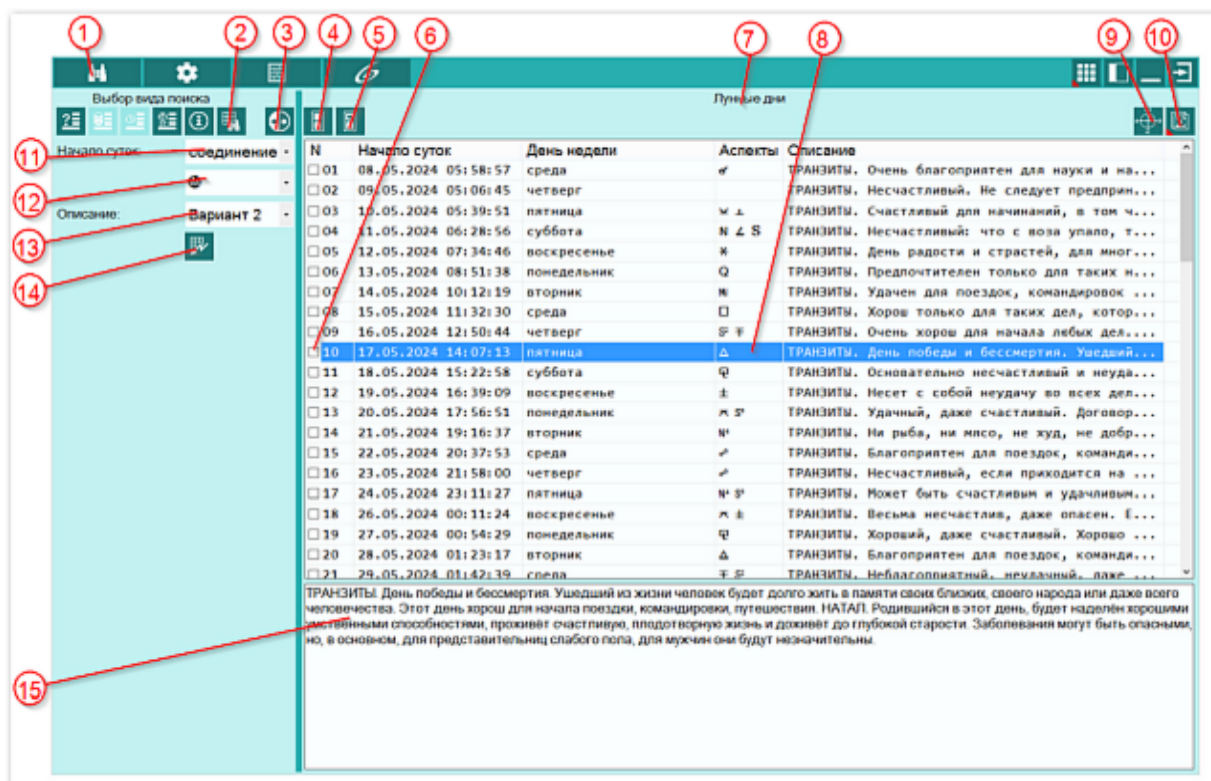 1 2 3 4 5 6 7 8 9 10
Выбор вида поиска
Лунные дни
11 Начало суток: соединение
12
13 Описание: Вариант 2
14
N Начало суток День недели Аспекты Описание
01 08.05.2024 05:58:57 среда ТРАНЗИТЫ. Очень благоприятен для науки и на...
02 09.05.2024 05:06:45 четверг ТРАНЗИТЫ. Несчастливый. Не следует предприн...
03 10.05.2024 05:39:51 пятница ТРАНЗИТЫ. Счастливый для начинаний, в том ч...
04 11.05.2024 06:28:56 суббота ТРАНЗИТЫ. Несчастливый: что с воза упало, т...
05 12.05.2024 07:34:46 воскресенье ТРАНЗИТЫ. День радости и страстей, для мног...
06 13.05.2024 08:51:38 понедельник Q ТРАНЗИТЫ. Предпочтителен только для таких н...
07 14.05.2024 10:12:19 вторник ТРАНЗИТЫ. Удачен для поездок, командировок ...
08 15.05.2024 11:32:30 среда ТРАНЗИТЫ. Хорош только для таких дел, котор...
09 16.05.2024 12:50:44 четверг ТРАНЗИТЫ. Очень хорош для начала любых дел....
10 17.05.2024 14:07:13 пятница ТРАНЗИТЫ. День победы и бессмертия. Ушедший...
11 18.05.2024 15:22:58 суббота ТРАНЗИТЫ. Основательно несчастливый и неуда...
12 19.05.2024 16:39:09 воскресенье ТРАНЗИТЫ. Несет с собой неудачу во всех дел...
13 20.05.2024 17:56:51 понедельник ТРАНЗИТЫ. Удачный, даже счастливый. Договор...
14 21.05.2024 19:16:37 вторник ТРАНЗИТЫ. Ни рыба, ни мясо, не худ, не добр...
15 22.05.2024 20:37:53 среда ТРАНЗИТЫ. Благоприятен для поездок, команди...
16 23.05.2024 21:58:00 четверг ТРАНЗИТЫ. Несчастливый, если приходится на ...
17 24.05.2024 23:11:27 пятница ТРАНЗИТЫ. Может быть счастливым и удачливым...
18 26.05.2024 00:11:24 воскресенье ТРАНЗИТЫ. Весьма несчастлив, даже опасен. Е...
19 27.05.2024 00:54:29 понедельник ТРАНЗИТЫ. Хороший, даже счастливый. Хорошо ...
20 28.05.2024 01:23:17 вторник ТРАНЗИТЫ. Благоприятен для поездок, команди...
21 29.05.2024 01:42:39 среда ТРАНЗИТЫ. Неблагоприятный, неудачный, даже ...
ТРАНЗИТЫ. День победы и бессмертия. Ушедший из жизни человек будет долго жить в памяти своих близких, своего народа или даже всего
человечества. Этот день хорош для начала поездки, командировки, путешествия. НАТАЛ. Родившийся в этот день, будет наделён хорошими
умственными способностями, проживёт счастливую, плодотворную жизнь и доживёт до глубокой старости. Заболевания могут быть опасными,
но, в основном, для представительниц слабого пола, для мужчин они будут незначительны.
15